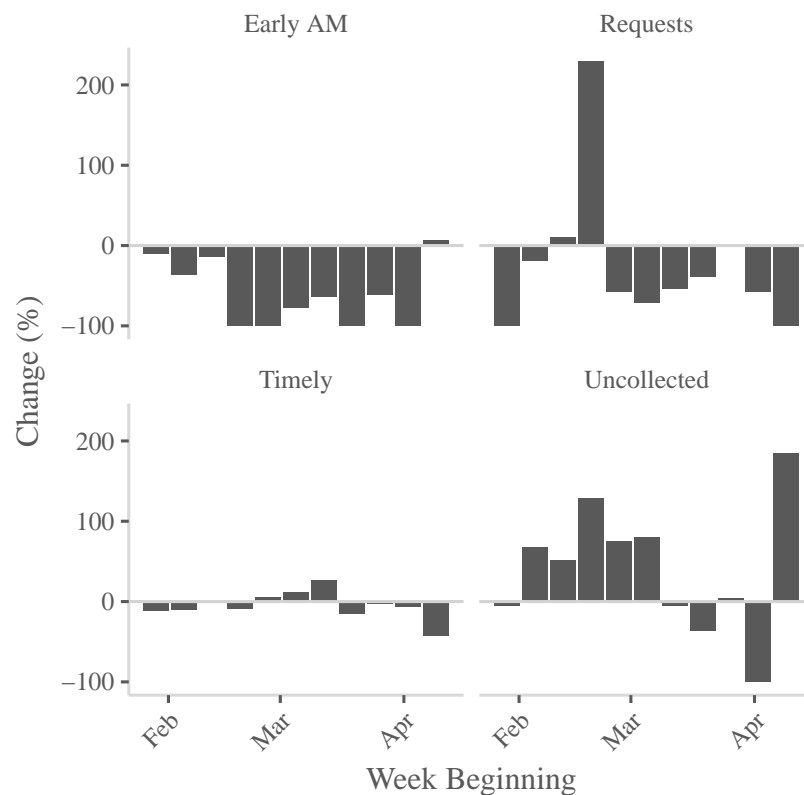 Early AM
Requests
200
100
0
−100
Timely
Uncollected
200
100
0
−100
Change (%)
Feb
Mar
Apr
Feb
Mar
Apr
Week Beginning